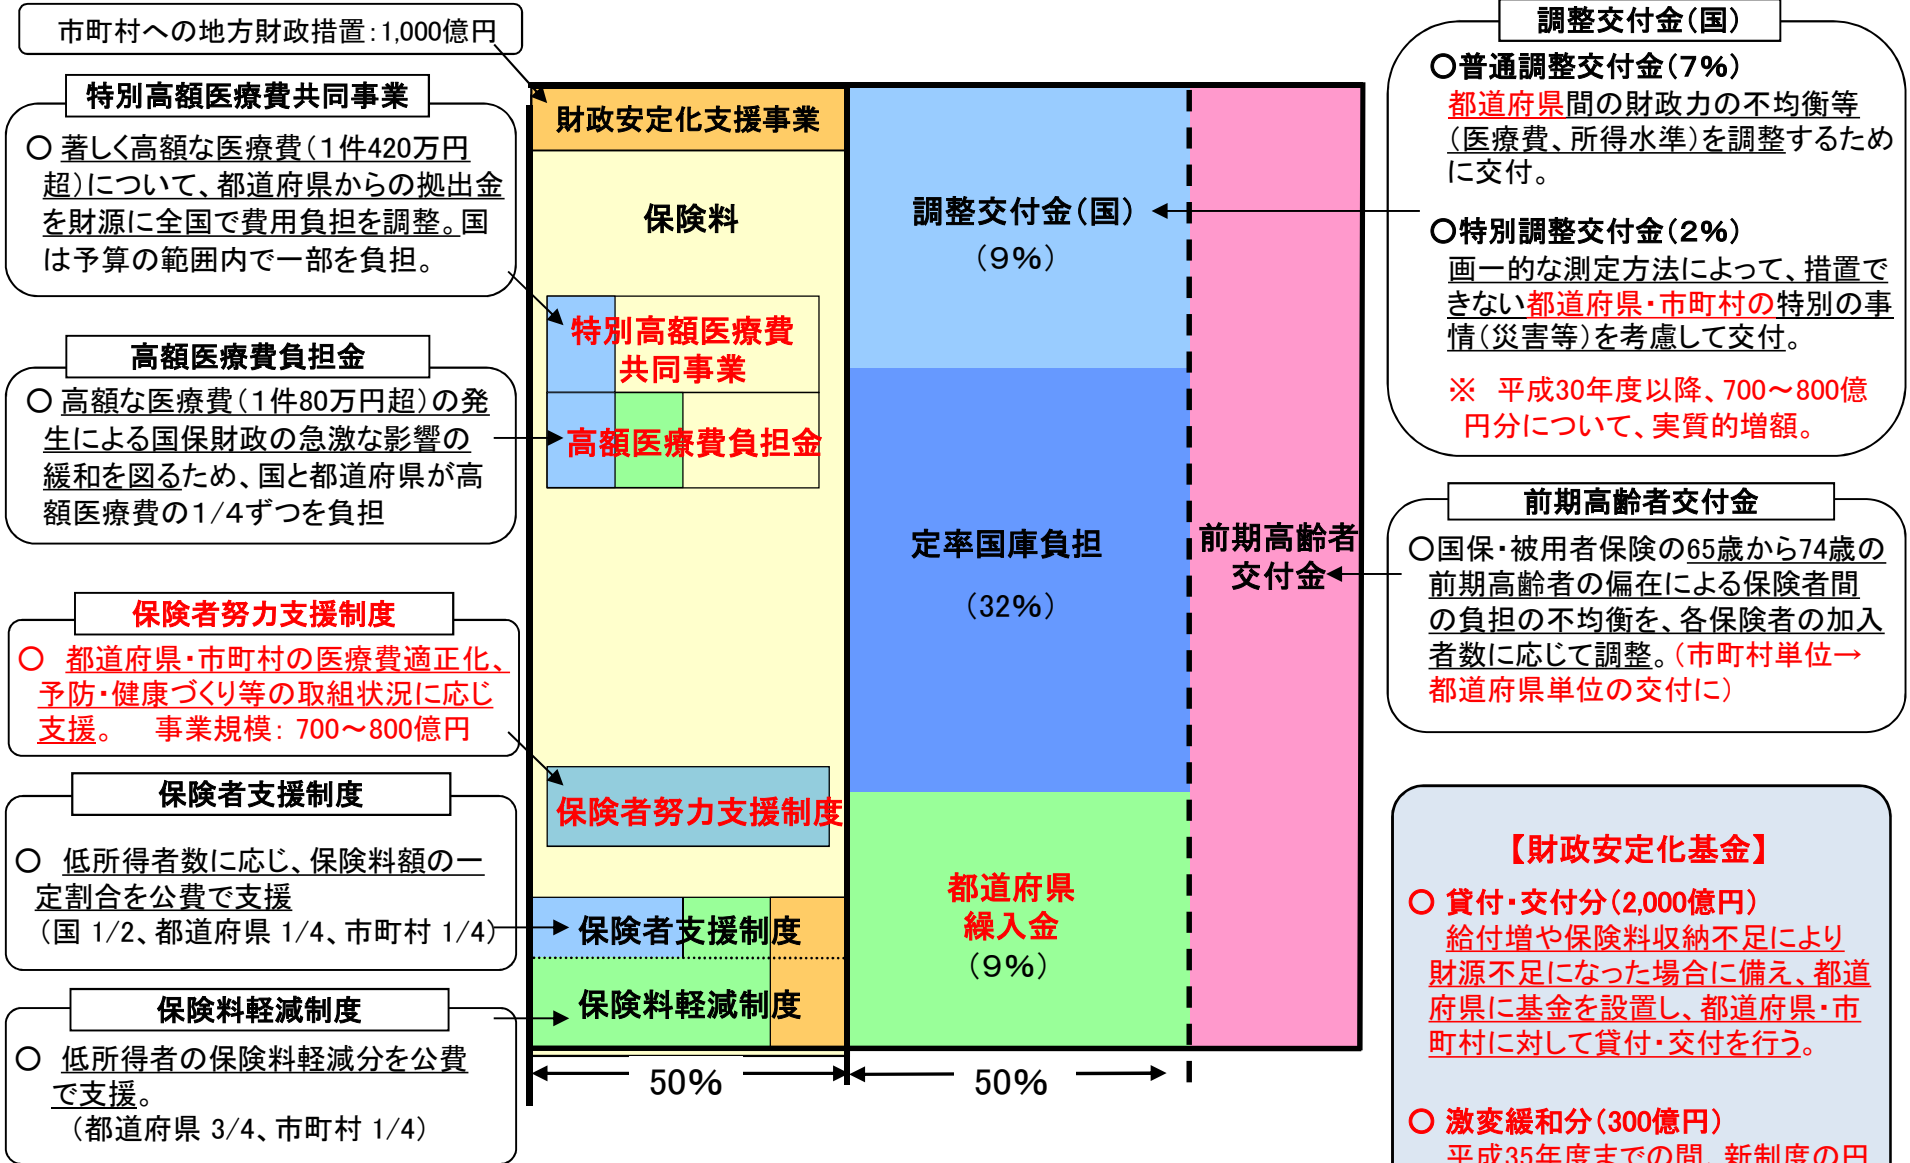 市町村への地方財政措置：1,000億円
特別高額医療費共同事業
○ 著しく高額な医療費（１件420万円
超）について、都道府県からの拠出金
を財源に全国で費用負担を調整。国
は予算の範囲内で一部を負担。
高額医療費負担金
○ 高額な医療費（１件80万円超）の発
生による国保財政の急激な影響の
緩和を図るため、国と都道府県が高
額医療費の１/４ずつを負担
保険者努力支援制度
○ 都道府県・市町村の医療費適正化、
予防・健康づくり等の取組状況に応じ
支援。 事業規模： 700～800億円
保険者支援制度
○ 低所得者数に応じ、保険料額の一
定割合を公費で支援
（国 1/2、都道府県 1/4、市町村 1/4）
保険料軽減制度
○ 低所得者の保険料軽減分を公費
で支援。
（都道府県 3/4、市町村 1/4）
財政安定化支援事業
保険料
特別高額医療費
共同事業
高額医療費負担金
保険者努力支援制度
保険者支援制度
保険料軽減制度
50％
調整交付金（国）
（９％）
定率国庫負担
（32％）
都道府県
繰入金
（９％）
50％
前期高齢者
交付金
調整交付金（国）
○普通調整交付金（７％）
都道府県間の財政力の不均衡等
（医療費、所得水準）を調整するため
に交付。
○特別調整交付金（２％）
画一的な測定方法によって、措置で
きない都道府県・市町村の特別の事
情（災害等）を考慮して交付。
※ 平成30年度以降、700～800億
円分について、実質的増額。
前期高齢者交付金
○国保・被用者保険の65歳から74歳の
前期高齢者の偏在による保険者間
の負担の不均衡を、各保険者の加入
者数に応じて調整。（市町村単位→
都道府県単位の交付に）
【財政安定化基金】
○ 貸付・交付分（2,000億円）
給付増や保険料収納不足により
財源不足になった場合に備え、都道
府県に基金を設置し、都道府県・市
町村に対して貸付・交付を行う。
○ 激変緩和分（300億円）
平成35年度までの間、新制度の円